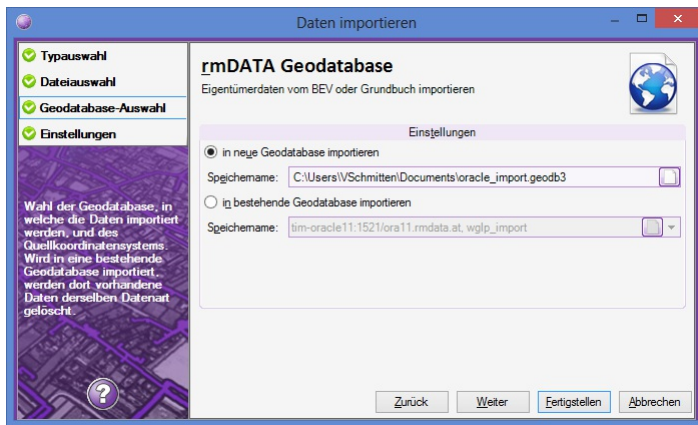 Daten importieren
Typauswahl
Dateiauswahl
Geodatabase-Auswahl
Einstellungen
Wahl der Geodatabase, in
welche die Daten importiert
werden, und des
Quellkoordinatensystems.
Wird in eine bestehende
Geodatabase importiert,
werden dort vorhandene
Daten derselben Datenart
gelöscht.
?
rmDATA Geodatabase
Eigentümerdaten vom BEV oder Grundbuch importieren
Einstellungen
in neue Geodatabase importieren
Speichername: C:\Users\VSchmitten\Documents\oracle_import.geodb3
in bestehende Geodatabase importieren
Speichername: tim-oracle11:1521/ora11.rmdata.at, wglp_import
Zurück Weiter Fertigstellen Abbrechen